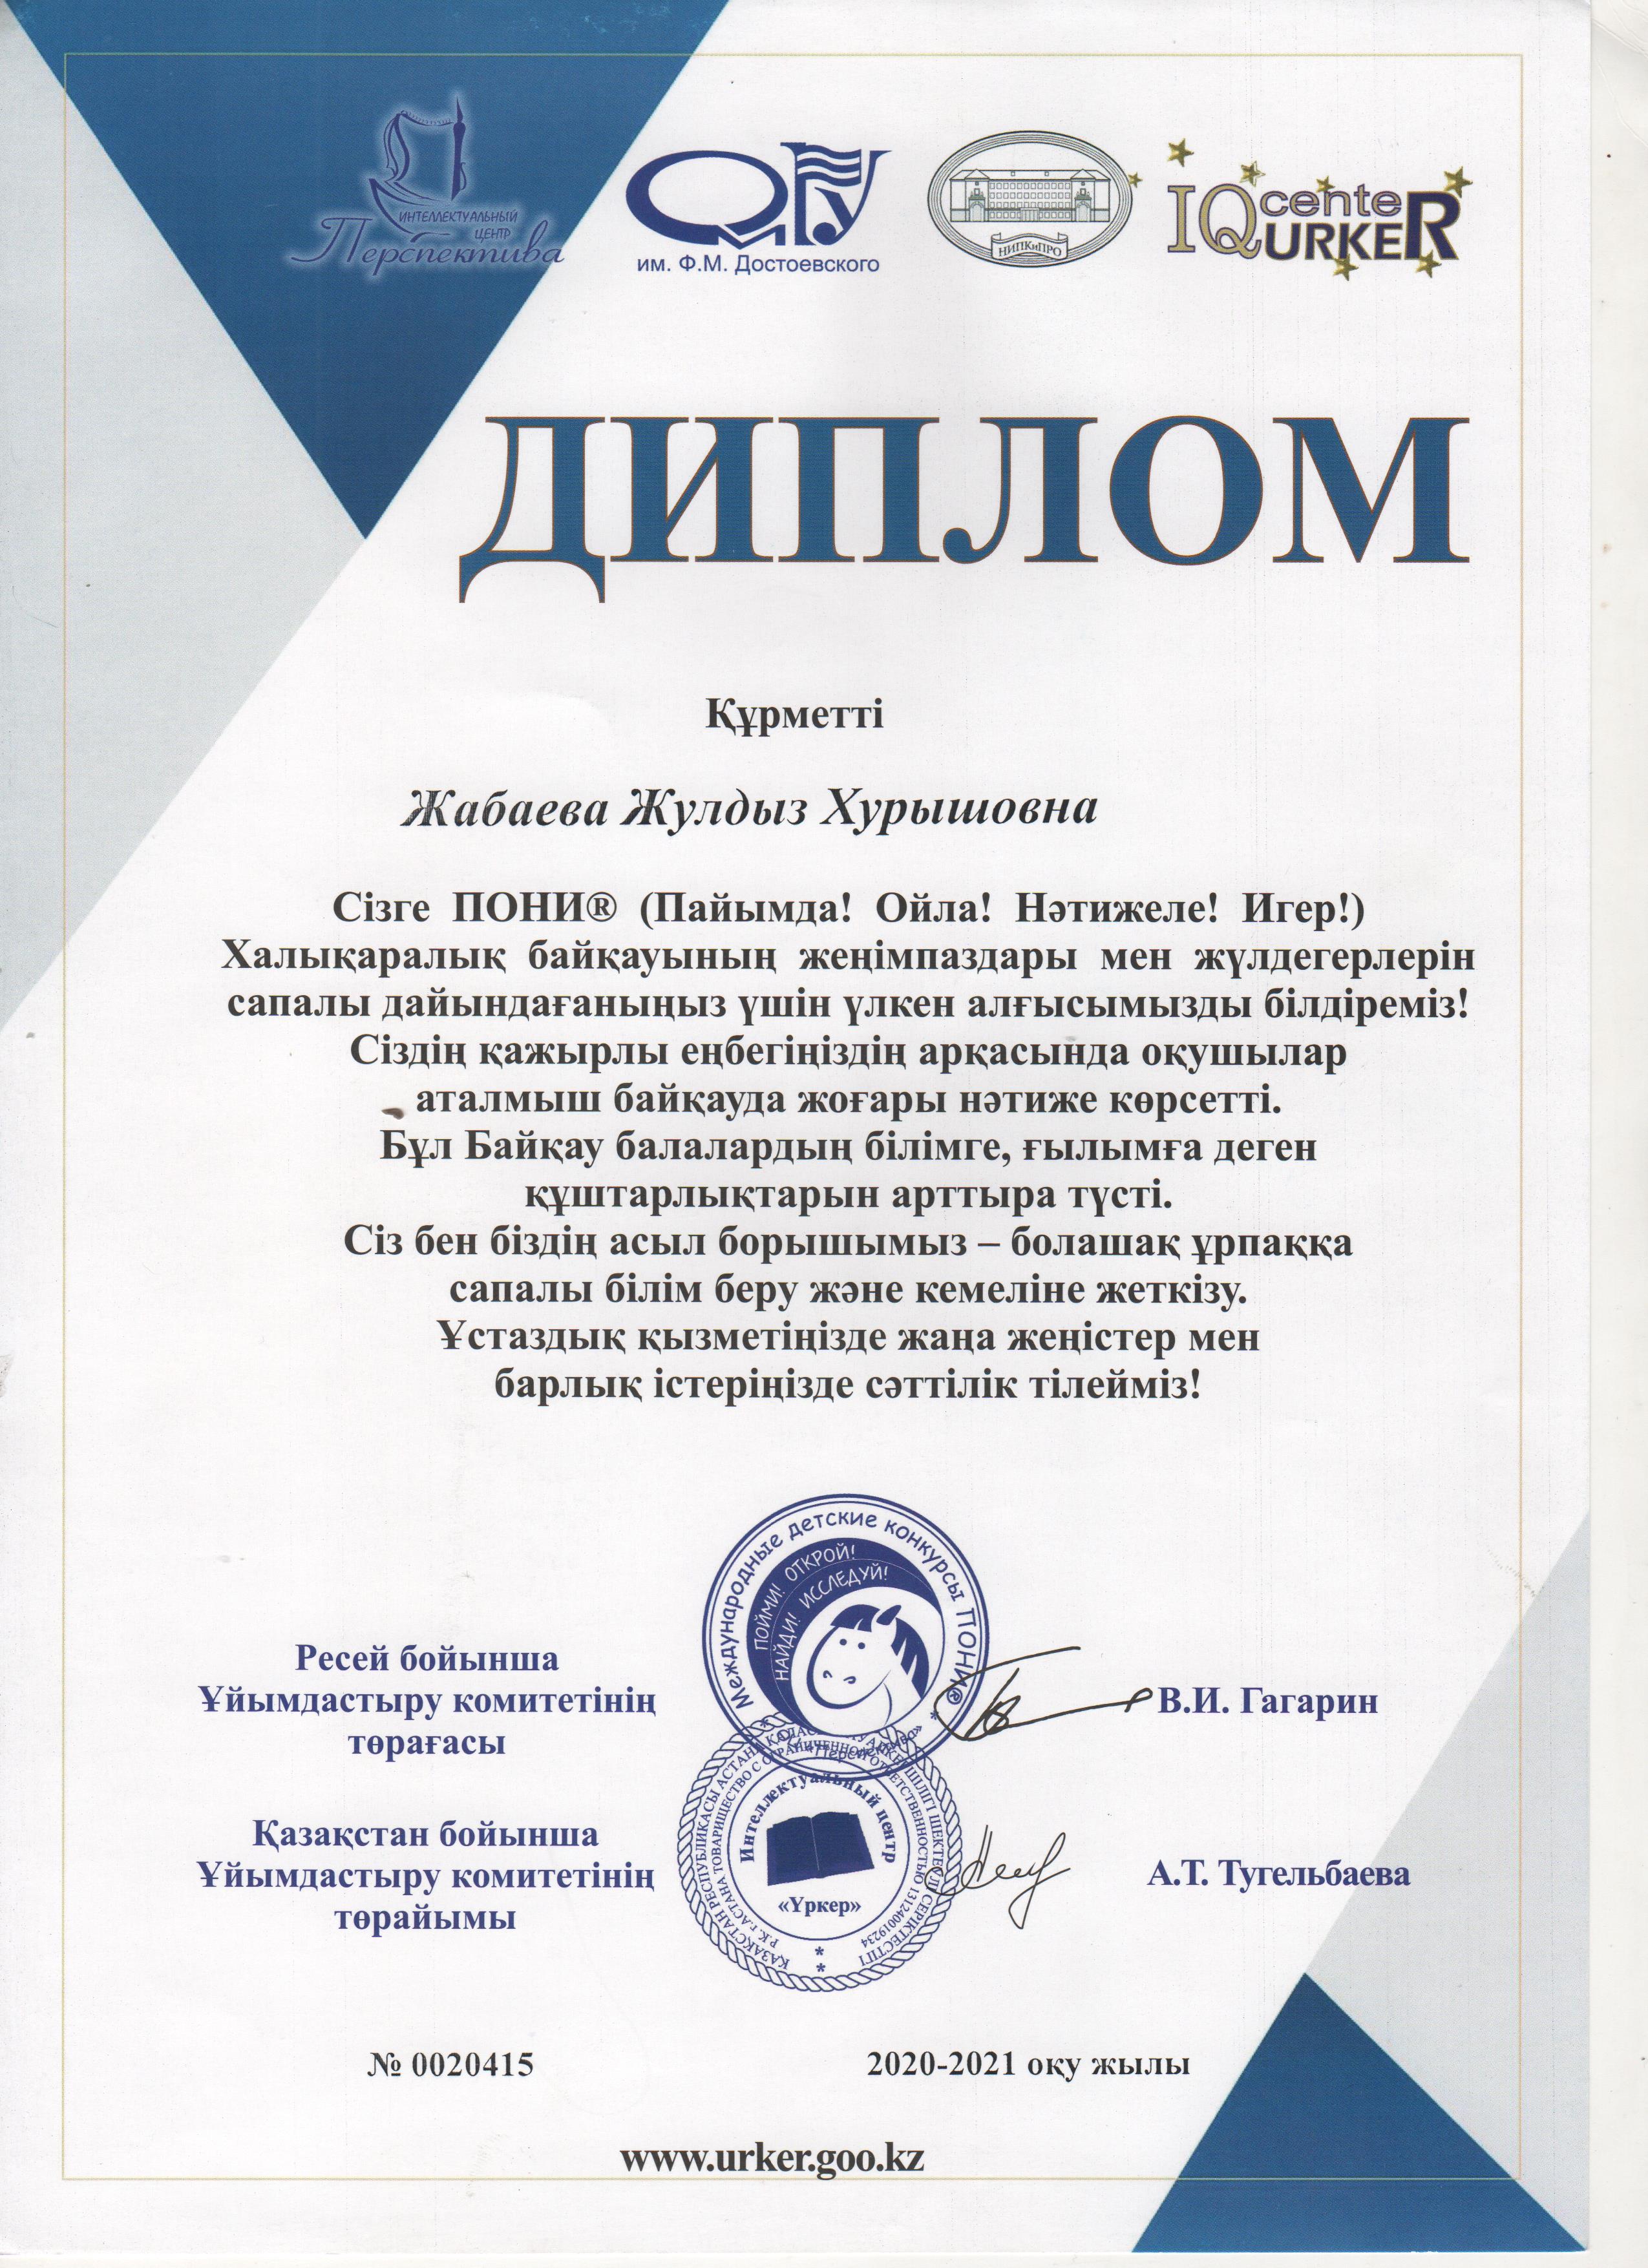 ИНТЕЛЛЕКТУАЛЬНЫЙ
ЦЕНТР
Перспектива
ОмГУ
им. Ф.М. Достоевского
НИПКиПРО
IQ center
URKER
ДИПЛОМ
Құрметті
Жабаева Жулдыз Хурышовна
Сізге ПОНИ® (Пайымда! Ойла! Нәтижеле! Игер!)
Халықаралық байқауының жеңімпаздары мен жүлдегерлерін
сапалы дайындағаныңыз үшін үлкен алғысымызды білдіреміз!
Сіздің қажырлы еңбегіңіздің арқасында оқушылар
аталмыш байқауда жоғары нәтиже көрсетті.
Бұл Байқау балалардың білімге, ғылымға деген
құштарлықтарын арттыра түсті.
Сіз бен біздің асыл борышымыз – болашақ ұрпаққа
сапалы білім беру және кемеліне жеткізу.
Ұстаздық қызметіңізде жаңа жеңістер мен
барлық істеріңізде сәттілік тілейміз!
Международные детские конкурсы ПОНИ®
ПОЙМИ! ОТКРОЙ!
НАЙДИ! ИССЛЕДУЙ!
Ресей бойынша
Ұйымдастыру комитетінің
төрағасы
В.И. Гагарин
Интеллектуальный центр
«Үркер»
Қазақстан бойынша
Ұйымдастыру комитетінің
төрайымы
А.Т. Тугельбаева
№ 0020415
2020-2021 оқу жылы
www.urker.goo.kz